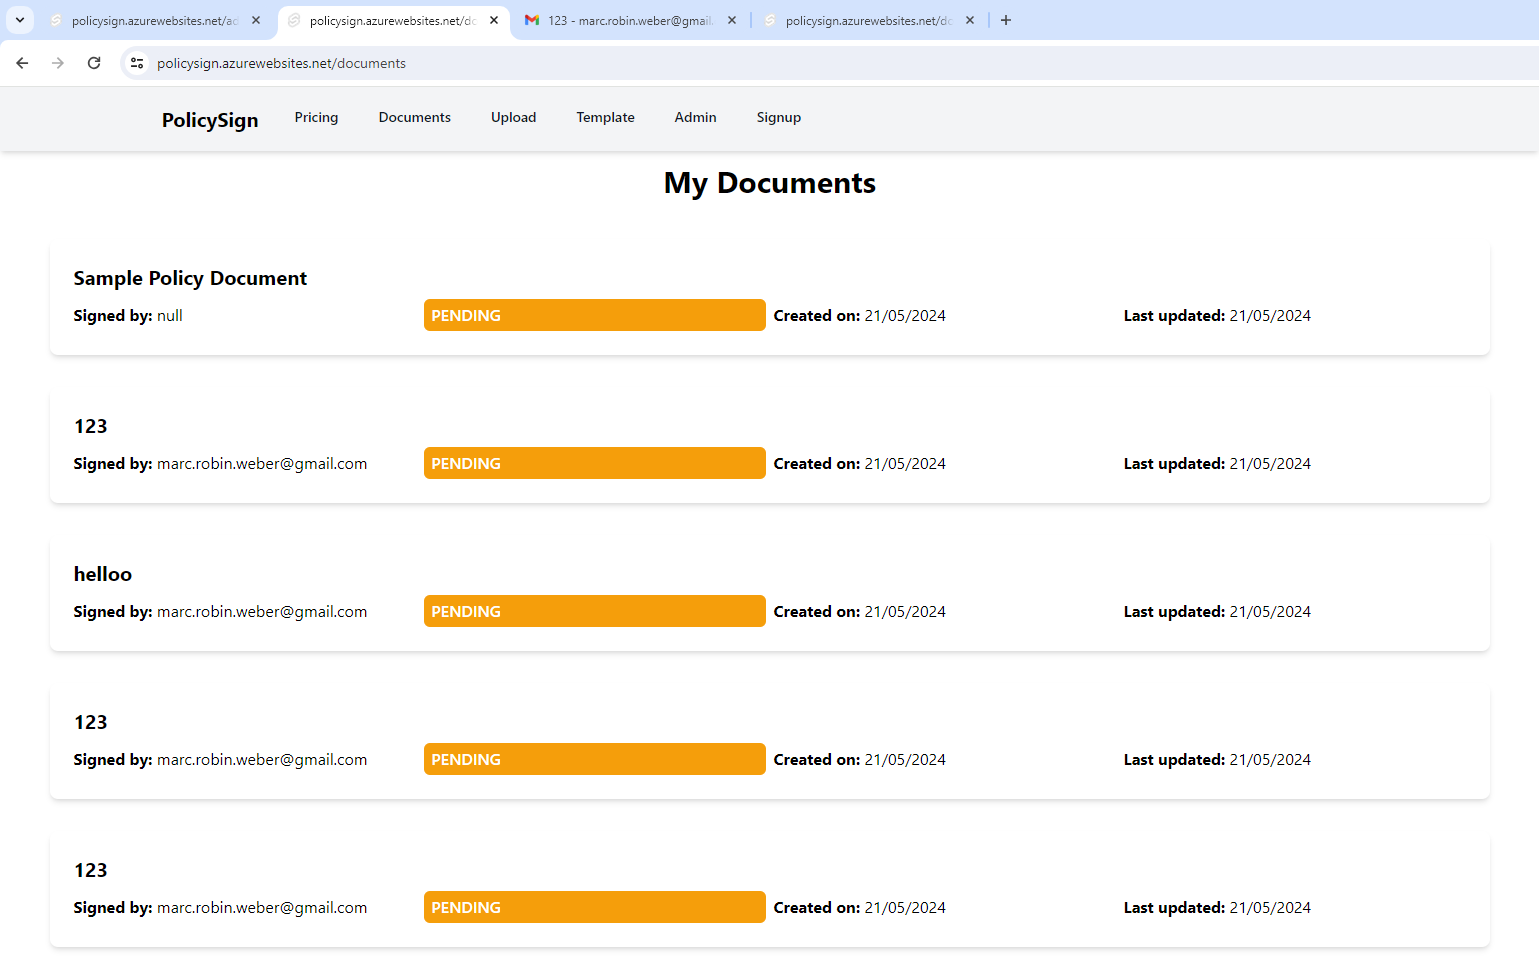 policysign.azurewebsites.net/ad
policysign.azurewebsites.net/do
123 - marc.robin.weber@gmail.
policysign.azurewebsites.net/do
policysign.azurewebsites.net/documents
PolicySign Pricing Documents Upload Template Admin Signup
My Documents
Sample Policy Document
Signed by: null PENDING Created on: 21/05/2024 Last updated: 21/05/2024
123
Signed by: marc.robin.weber@gmail.com PENDING Created on: 21/05/2024 Last updated: 21/05/2024
helloo
Signed by: marc.robin.weber@gmail.com PENDING Created on: 21/05/2024 Last updated: 21/05/2024
123
Signed by: marc.robin.weber@gmail.com PENDING Created on: 21/05/2024 Last updated: 21/05/2024
123
Signed by: marc.robin.weber@gmail.com PENDING Created on: 21/05/2024 Last updated: 21/05/2024